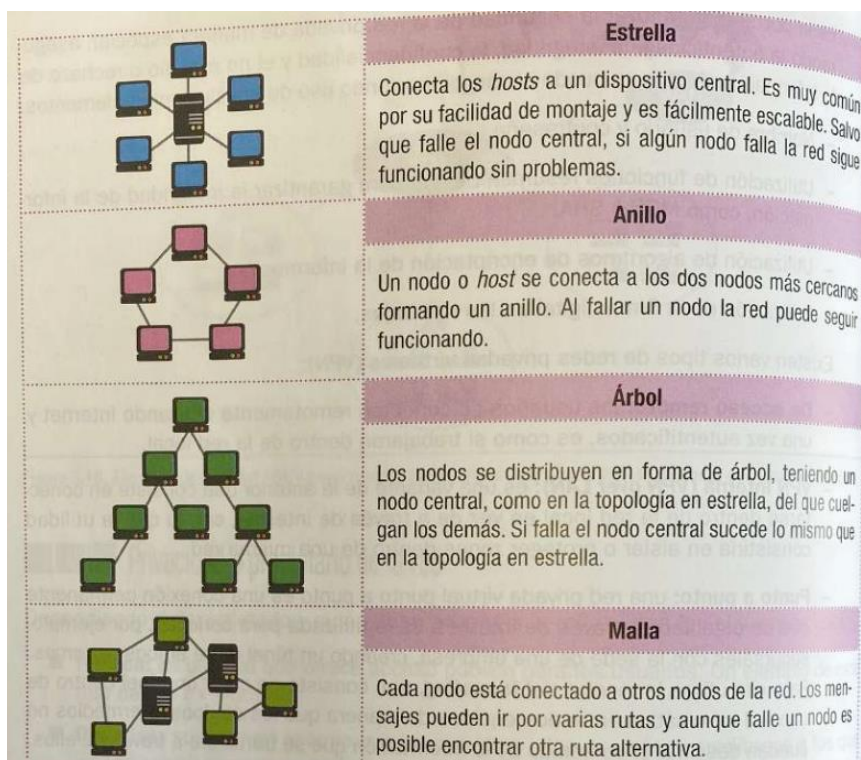 Estrella
Conecta los hosts a un dispositivo central. Es muy común
por su facilidad de montaje y es fácilmente escalable. Salvo
que falle el nodo central, si algún nodo falla la red sigue
funcionando sin problemas.
Anillo
Un nodo o host se conecta a los dos nodos más cercanos
formando un anillo. Al fallar un nodo la red puede seguir
funcionando.
Árbol
Los nodos se distribuyen en forma de árbol, teniendo un
nodo central, como en la topología en estrella, del que cuel-
gan los demás. Si falla el nodo central sucede lo mismo que
en la topología en estrella.
Malla
Cada nodo está conectado a otros nodos de la red. Los men-
sajes pueden ir por varias rutas y aunque falle un nodo es
posible encontrar otra ruta alternativa.